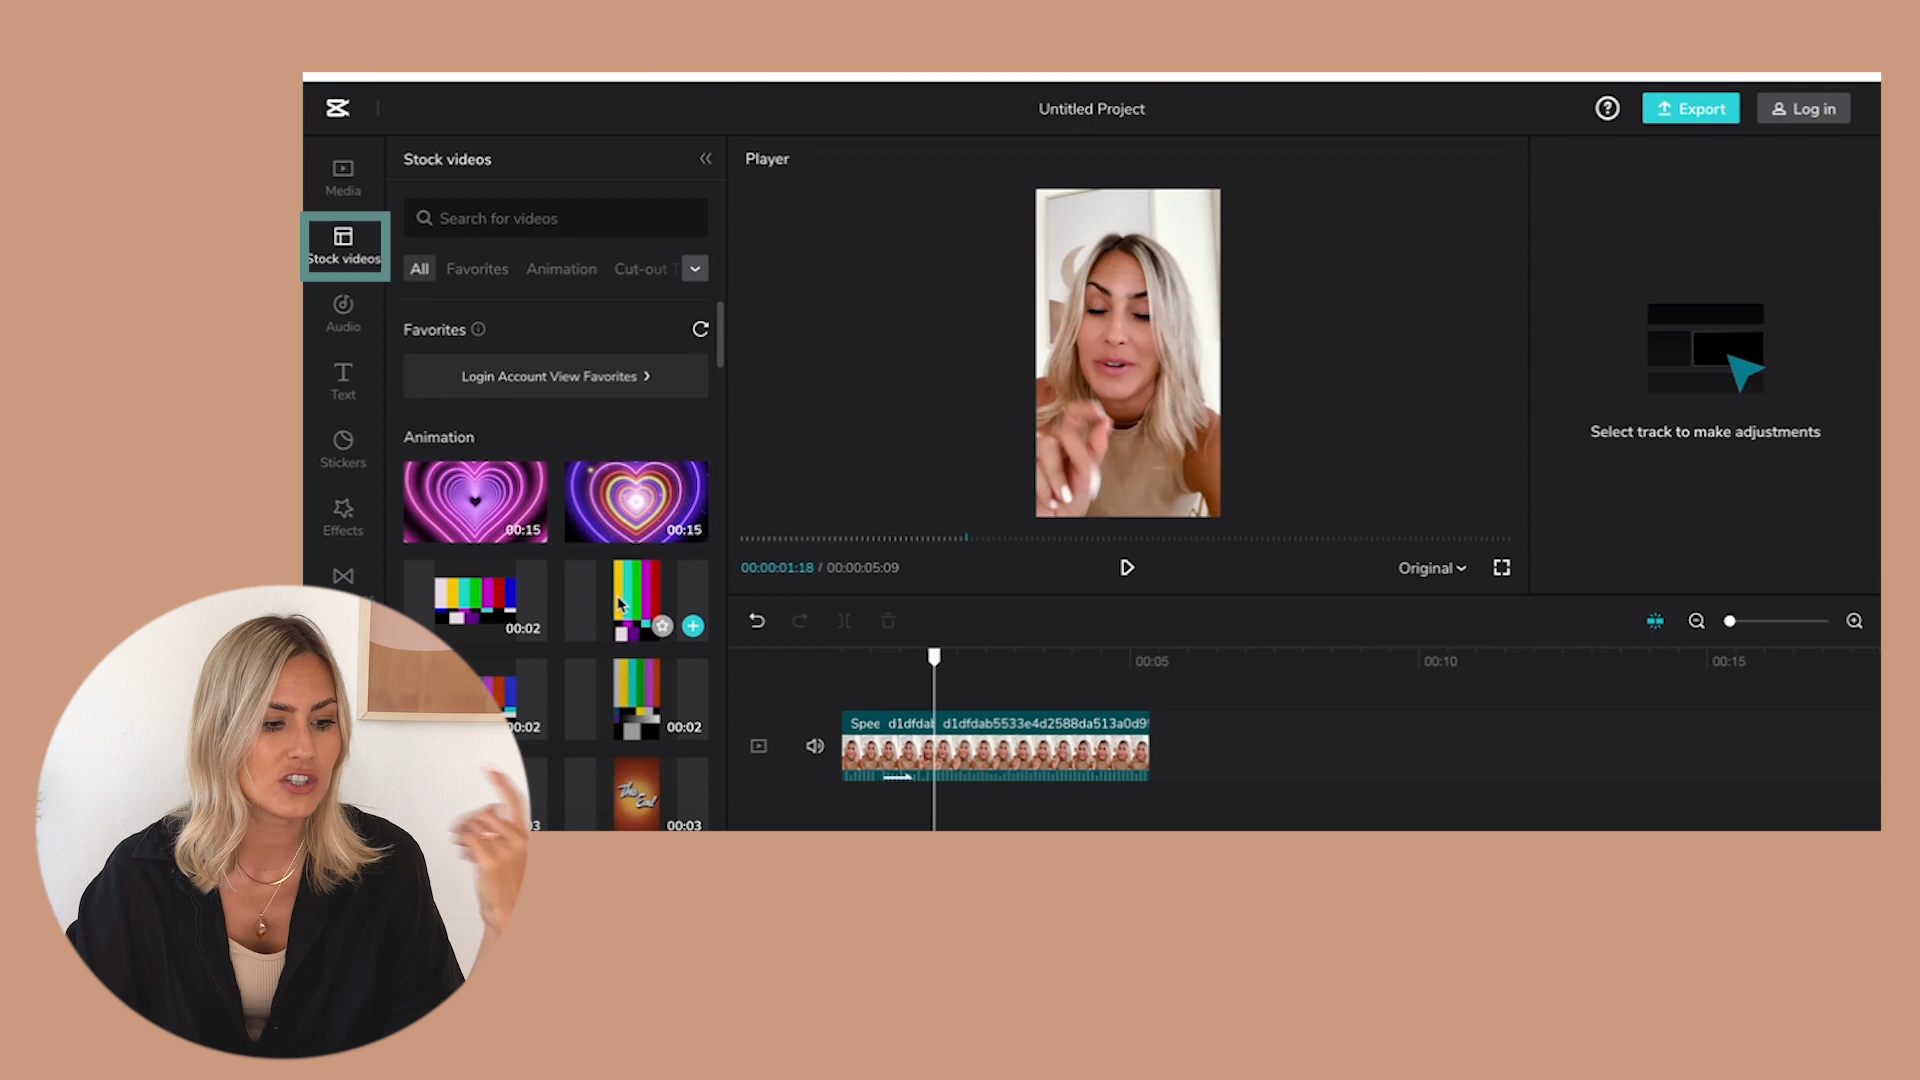 Untitled Project
Export
Log in
Media
Stock videos
Audio
Text
Stickers
Effects
Stock videos
Search for videos
All Favorites Animation Cut-out
Favorites
Login Account View Favorites
Animation
00:15 00:15
00:02
00:02 00:02
The End
00:03
Player
00:00:01:18 / 00:00:05:09
Original
Select track to make adjustments
00:05 00:10 00:15
Spee d1dfdab d1dfdab5533e4d2588da513a0d9